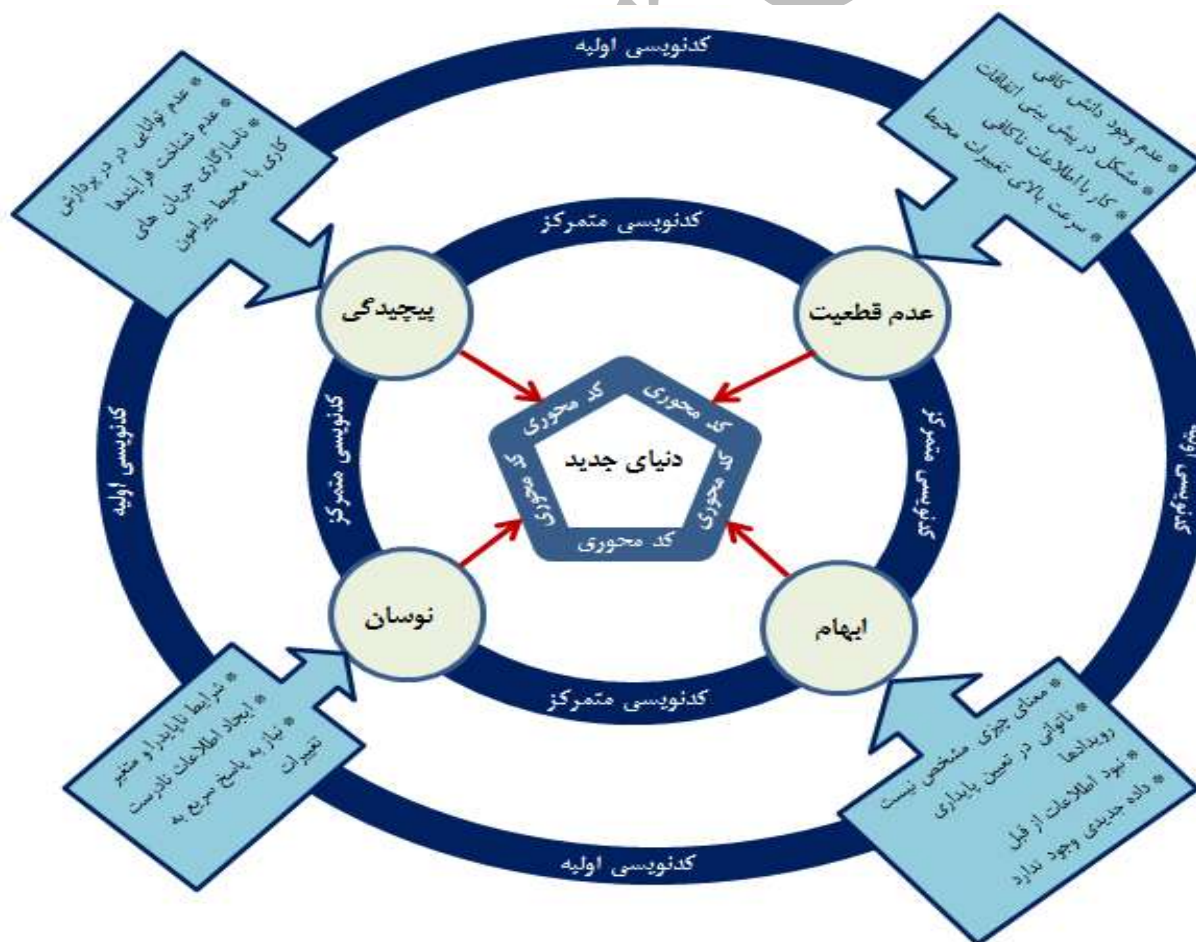 کدنویسی اولیه
* عدم وجود دانش کافی
* مشکل در پیش بینی اتفاقات
* کار با اطلاعات ناکافی
* سرعت بالای تغییرات محیط
* عدم توانایی در در پردازش
* عدم شناخت فرآیندها
* ناسازگاری جریان های
کاری با محیط پیرامون
کدنویسی متمرکز
عدم قطعیت
پیچیدگی
کد محوری
کد محوری
دنیای جدید
کد محوری
کد محوری
کد محوری
کدنویسی اولیه
کدنویسی متمرکز
کدنویسی متمرکز
کدنویسی اولیه
ابهام
نوسان
کدنویسی متمرکز
* معنای چیزی مشخص نیست
* ناتوانی در تعیین پایداری
رویدادها
* نبود اطلاعات از قبل
* داده جدیدی وجود ندارد
* شرایط ناپایدرا و متغیر
* ایجاد اطلاعات نادرست
* نیاز به پاسخ سریع به
تغییرات
کدنویسی اولیه